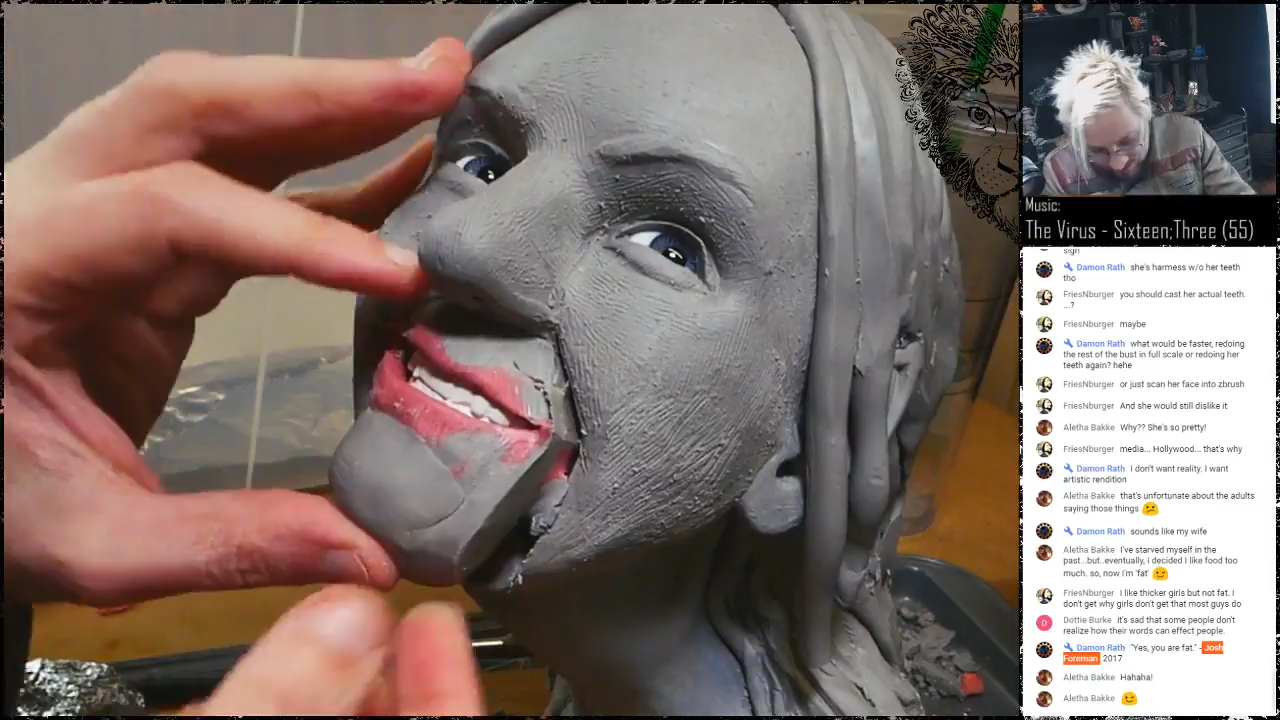 Music:
The Virus - Sixteen;Three (55)
sign
Damon Rath she's harness w/o her teeth
tho
FriesNburger you should cast her actual teeth.
...?
FriesNburger maybe
Damon Rath what would be faster, redoing
the rest of the bust in full scale or redoing her
teeth again? hehe
FriesNburger or just scan her face into zbrush
FriesNburger And she would still dislike it
Aletha Bakke Why?? She's so pretty!
FriesNburger media... Hollywood... that's why
Damon Rath I don't want reality. I want
artistic rendition
Aletha Bakke that's unfortunate about the adults
saying those things 😕
Damon Rath sounds like my wife
Aletha Bakke I've starved myself in the
past...but..eventually, I decided I like food too
much. so, now I'm 'fat' 😉
FriesNburger I like thicker girls but not fat. I
don't get why girls don't get that most guys do
D Dottie Burke it's sad that some people don't
realize how their words can effect people.
Damon Rath "Yes, you are fat." - Josh
Foreman 2017
Aletha Bakke Hahaha!
Aletha Bakke 😉